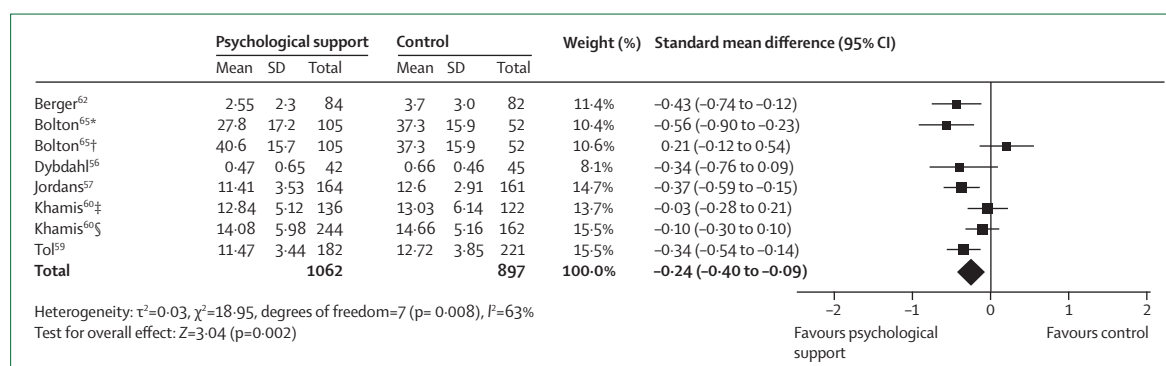 Psychological support Control Weight (%) Standard mean difference (95% CI)
Mean SD Total Mean SD Total
Berger⁶² 2·55 2·3 84 3·7 3·0 82 11·4% –0·43 (–0·74 to –0·12)
Bolton⁶⁵* 27·8 17·2 105 37·3 15·9 52 10·4% –0·56 (–0·90 to –0·23)
Bolton⁶⁵† 40·6 15·7 105 37·3 15·9 52 10·6% 0·21 (–0·12 to 0·54)
Dybdahl⁵⁶ 0·47 0·65 42 0·66 0·46 45 8·1% –0·34 (–0·76 to 0·09)
Jordans⁵⁷ 11·41 3·53 164 12·6 2·91 161 14·7% –0·37 (–0·59 to –0·15)
Khamis⁶⁰‡ 12·84 5·12 136 13·03 6·14 122 13·7% –0·03 (–0·28 to 0·21)
Khamis⁶⁰§ 14·08 5·98 244 14·66 5·16 162 15·5% –0·10 (–0·30 to 0·10)
Tol⁵⁹ 11·47 3·44 182 12·72 3·85 221 15·5% –0·34 (–0·54 to –0·14)
Total 1062 897 100·0% –0·24 (–0·40 to –0·09)
Heterogeneity: τ²=0·03, χ²=18·95, degrees of freedom=7 (p= 0·008), I²=63%
Test for overall effect: Z=3·04 (p=0·002)
–2 –1 0 1 2
Favours psychological support
Favours control